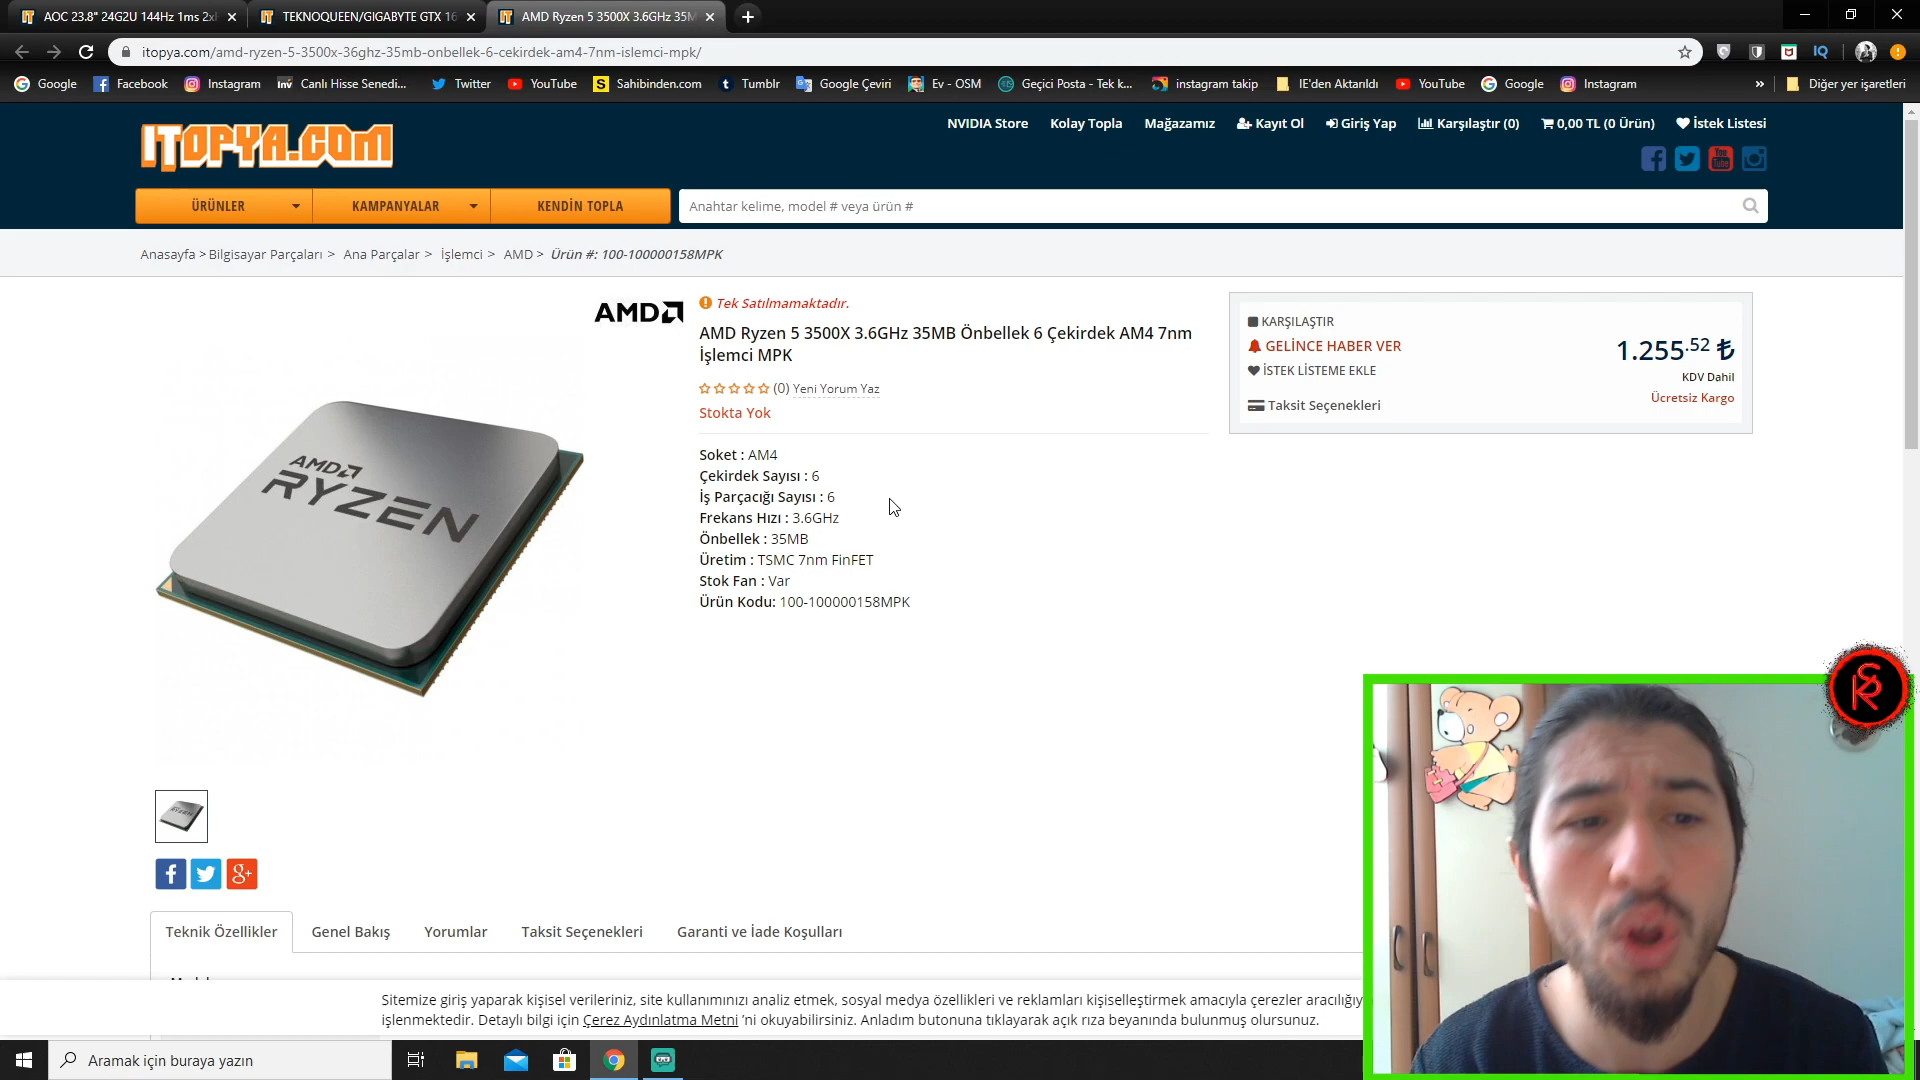 AOC 23.8" 24G2U 144Hz 1ms 2x
TEKNOQUEEN/GIGABYTE GTX 16
AMD Ryzen 5 3500X 3.6GHz 35M
itopya.com/amd-ryzen-5-3500x-36ghz-35mb-onbellek-6-cekirdek-am4-7nm-islemci-mpk/
IQ
Google
Facebook
Instagram
inv Canlı Hisse Senedi...
Twitter
YouTube
S Sahibinden.com
t Tumblr
Google Çeviri
Ev - OSM
Geçici Posta - Tek k...
instagram takip
IE'den Aktarıldı
YouTube
Google
Instagram
»
Diğer yer işaretleri
ITOPYA.COM
NVIDIA Store
Kolay Topla
Mağazamız
Kayıt Ol
Giriş Yap
Karşılaştır (0)
0,00 TL (0 Ürün)
İstek Listesi
ÜRÜNLER
KAMPANYALAR
KENDİN TOPLA
Anahtar kelime, model # veya ürün #
Anasayfa > Bilgisayar Parçaları > Ana Parçalar > İşlemci > AMD > Ürün #: 100-100000158MPK
AMD
Tek Satılmamaktadır.
AMD Ryzen 5 3500X 3.6GHz 35MB Önbellek 6 Çekirdek AM4 7nm
İşlemci MPK
(0) Yeni Yorum Yaz
Stokta Yok
Soket : AM4
Çekirdek Sayısı : 6
İş Parçacığı Sayısı : 6
Frekans Hızı : 3.6GHz
Önbellek : 35MB
Üretim : TSMC 7nm FinFET
Stok Fan : Var
Ürün Kodu: 100-100000158MPK
KARŞILAŞTIR
GELİNCE HABER VER
İSTEK LİSTEME EKLE
Taksit Seçenekleri
1.255.52 ₺
KDV Dahil
Ücretsiz Kargo
AMD
RYZEN
RYZEN
Teknik Özellikler
Genel Bakış
Yorumlar
Taksit Seçenekleri
Garanti ve İade Koşulları
Sitemize giriş yaparak kişisel verileriniz, site kullanımınızı analiz etmek, sosyal medya özellikleri ve reklamları kişiselleştirmek amacıyla çerezler aracılığıy
işlenmektedir. Detaylı bilgi için Çerez Aydınlatma Metni 'ni okuyabilirsiniz. Anladım butonuna tıklayarak açık rıza beyanında bulunmuş olursunuz.
Aramak için buraya yazın